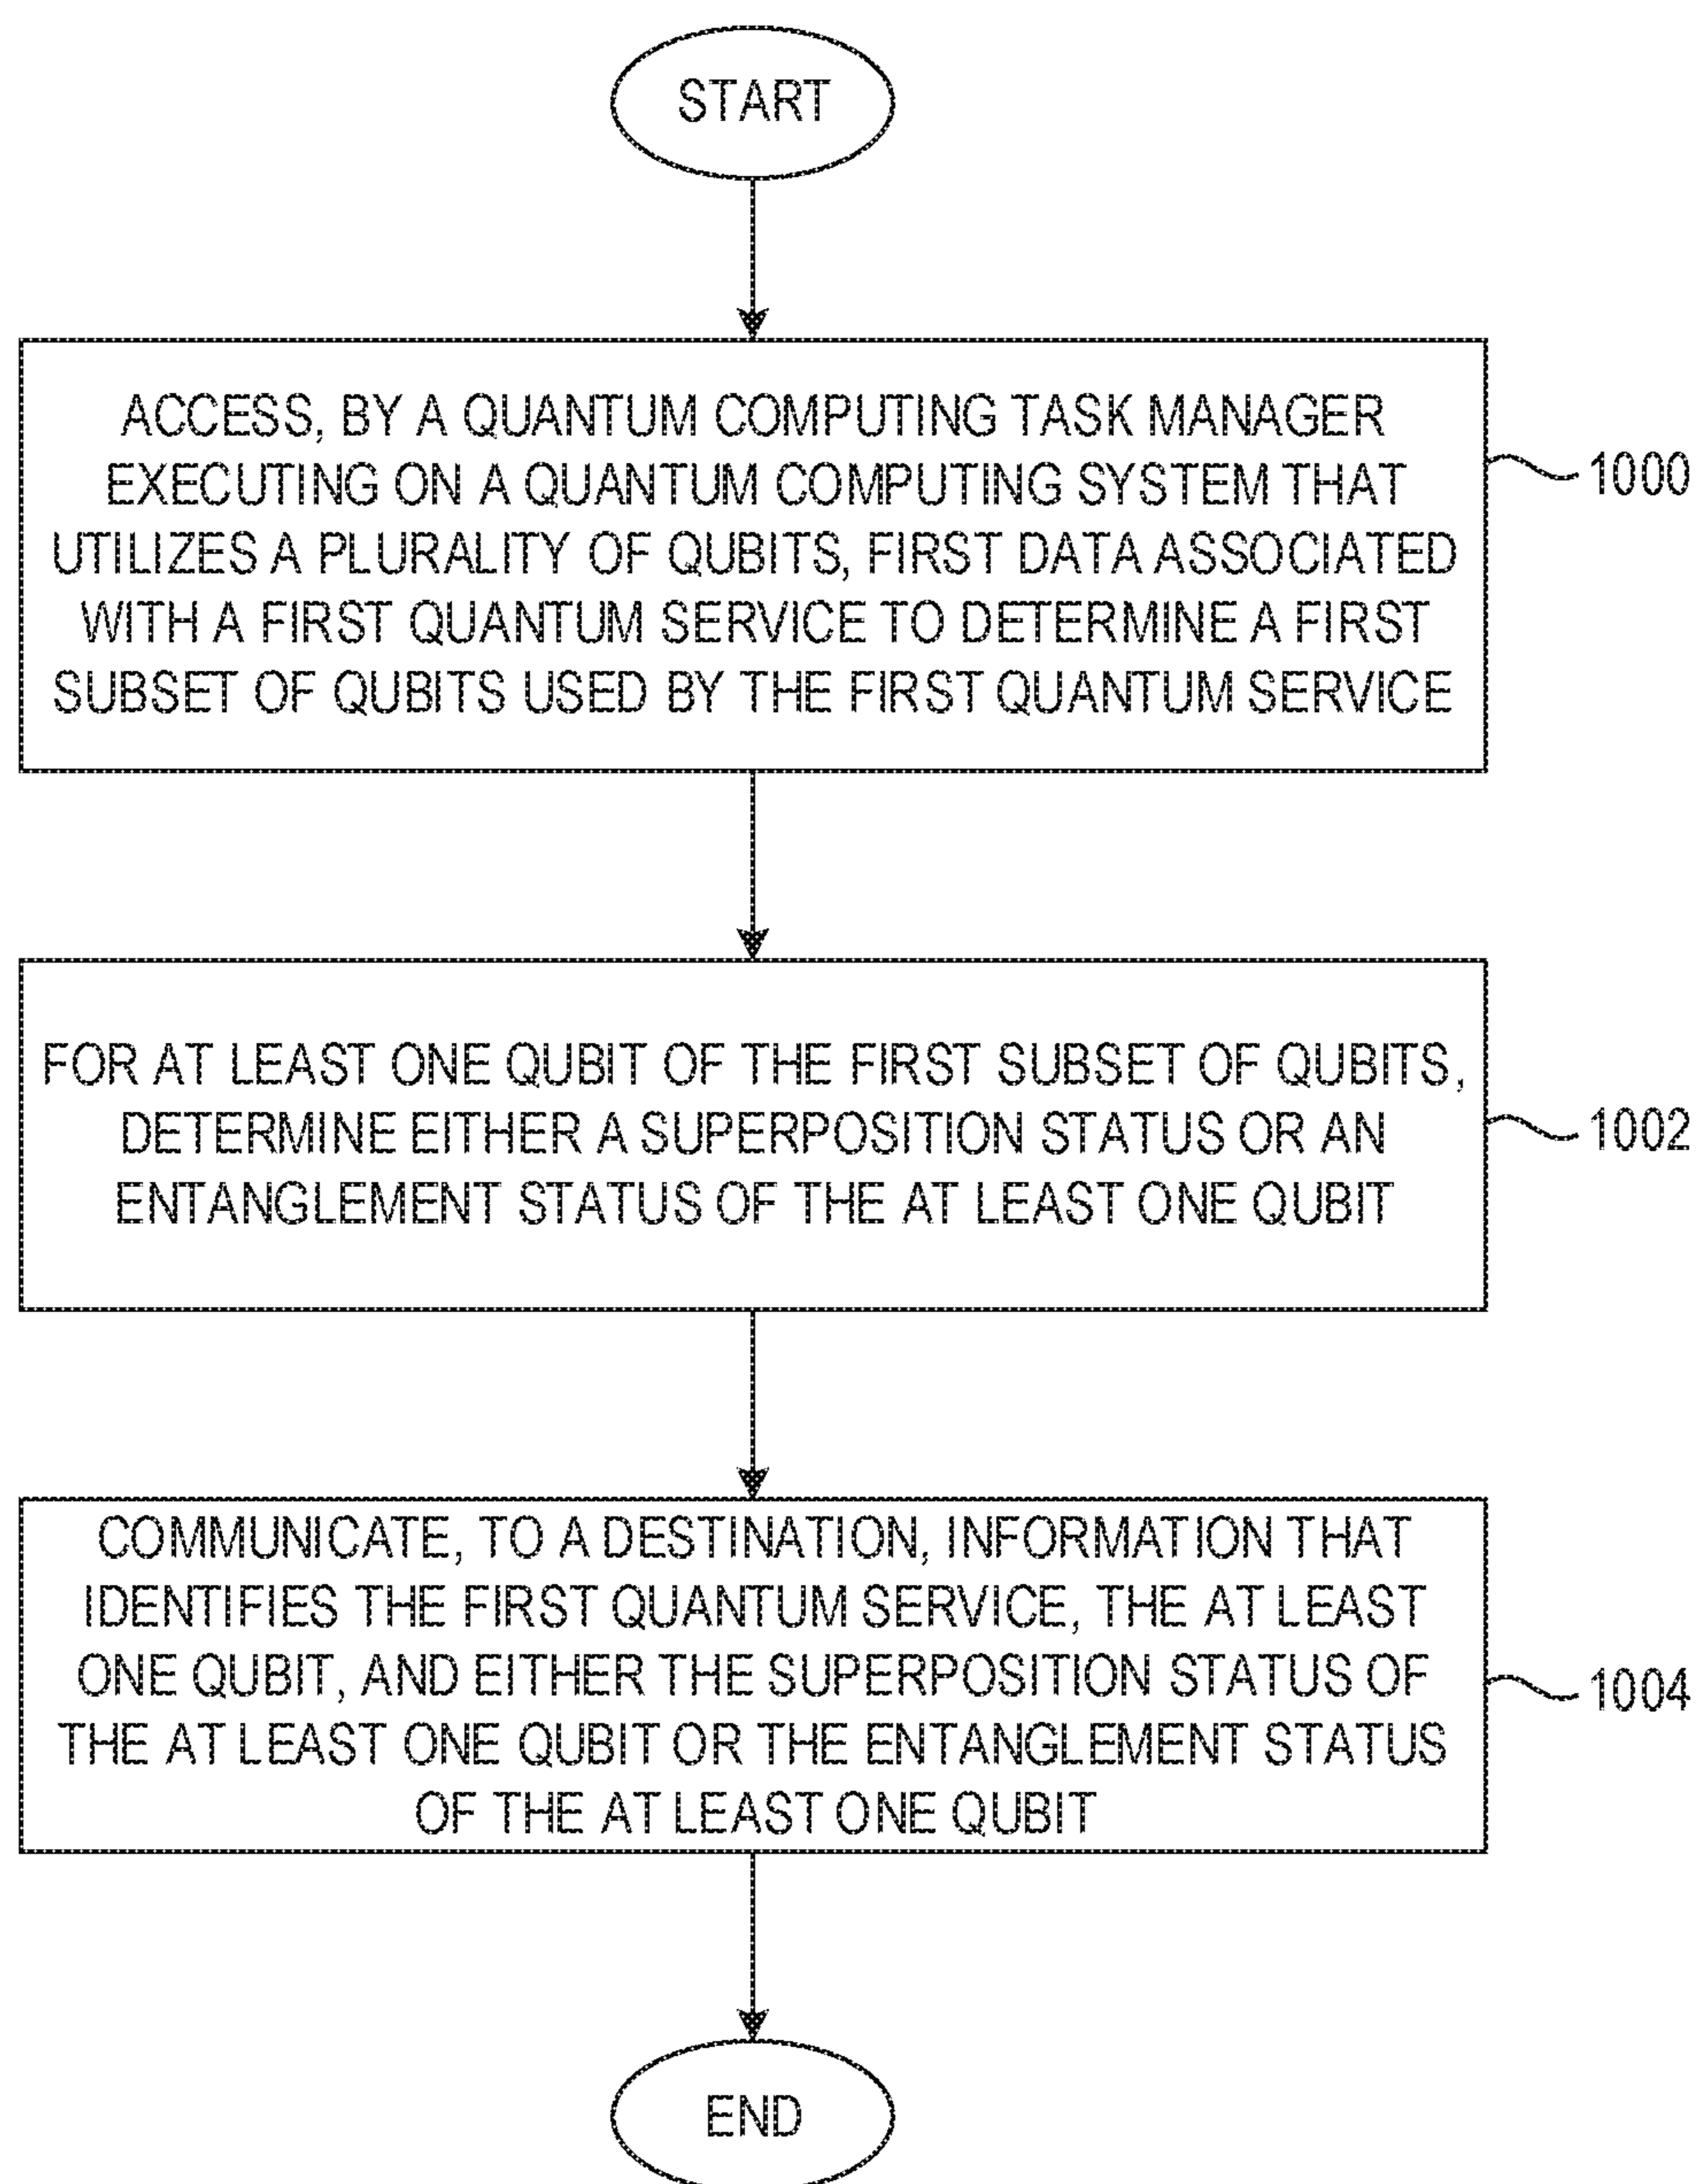 START
ACCESS, BY A QUANTUM COMPUTING TASK MANAGER
EXECUTING ON A QUANTUM COMPUTING SYSTEM THAT
UTILIZES A PLURALITY OF QUBITS, FIRST DATA ASSOCIATED
WITH A FIRST QUANTUM SERVICE TO DETERMINE A FIRST
SUBSET OF QUBITS USED BY THE FIRST QUANTUM SERVICE
1000
FOR AT LEAST ONE QUBIT OF THE FIRST SUBSET OF QUBITS,
DETERMINE EITHER A SUPERPOSITION STATUS OR AN
ENTANGLEMENT STATUS OF THE AT LEAST ONE QUBIT
1002
COMMUNICATE, TO A DESTINATION, INFORMATION THAT
IDENTIFIES THE FIRST QUANTUM SERVICE, THE AT LEAST
ONE QUBIT, AND EITHER THE SUPERPOSITION STATUS OF
THE AT LEAST ONE QUBIT OR THE ENTANGLEMENT STATUS
OF THE AT LEAST ONE QUBIT
1004
END